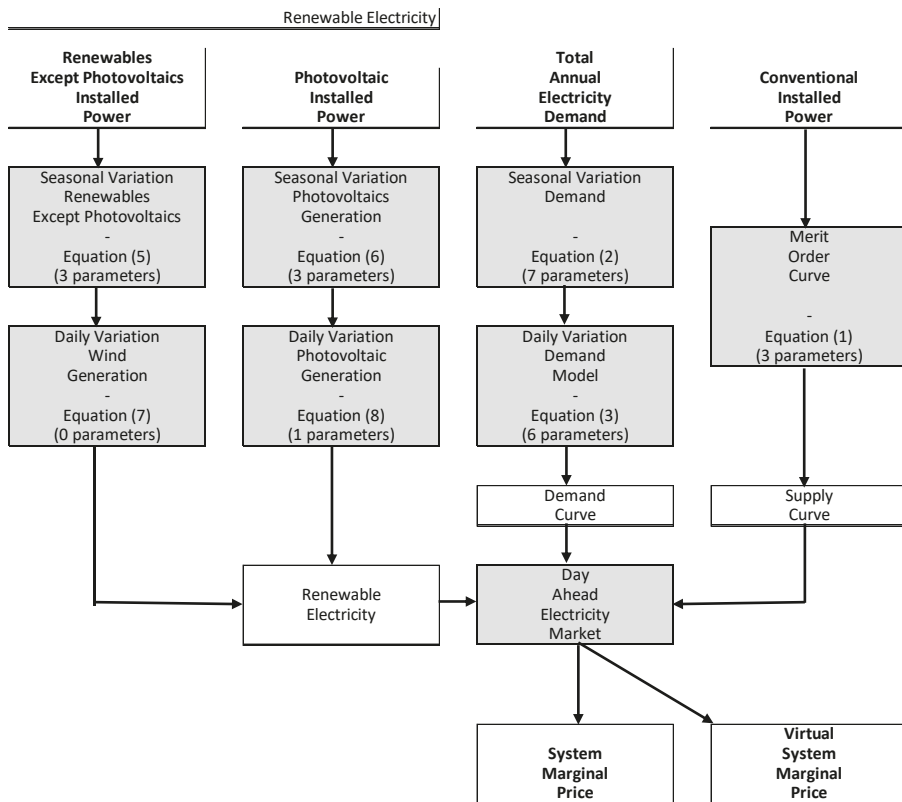 Renewable Electricity
Renewables
Except Photovoltaics
Installed
Power
Photovoltaic
Installed
Power
Total
Annual
Electricity
Demand
Conventional
Installed
Power
Seasonal Variation
Renewables
Except Photovoltaics
-
Equation (5)
(3 parameters)
Seasonal Variation
Photovoltaics
Generation
-
Equation (6)
(3 parameters)
Seasonal Variation
Demand
-
Equation (2)
(7 parameters)
Merit
Order
Curve
-
Equation (1)
(3 parameters)
Daily Variation
Wind
Generation
-
Equation (7)
(0 parameters)
Daily Variation
Photovoltaic
Generation
-
Equation (8)
(1 parameters)
Daily Variation
Demand
Model
-
Equation (3)
(6 parameters)
Demand
Curve
Supply
Curve
Renewable
Electricity
Day
Ahead
Electricity
Market
System
Marginal
Price
Virtual
System
Marginal
Price